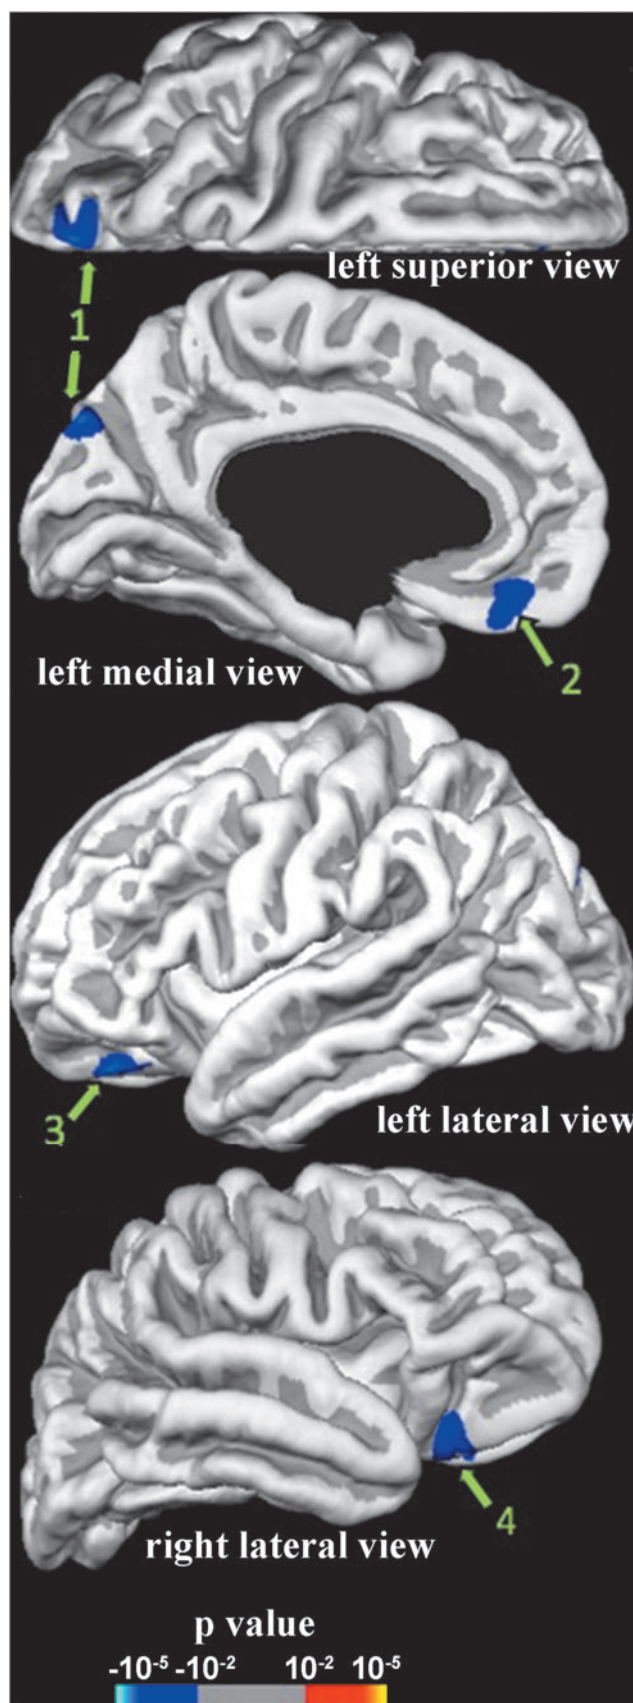 left superior view
1
left medial view
2
3
left lateral view
4
right lateral view
p value
-10⁻⁵ -10⁻² 10⁻² 10⁻⁵